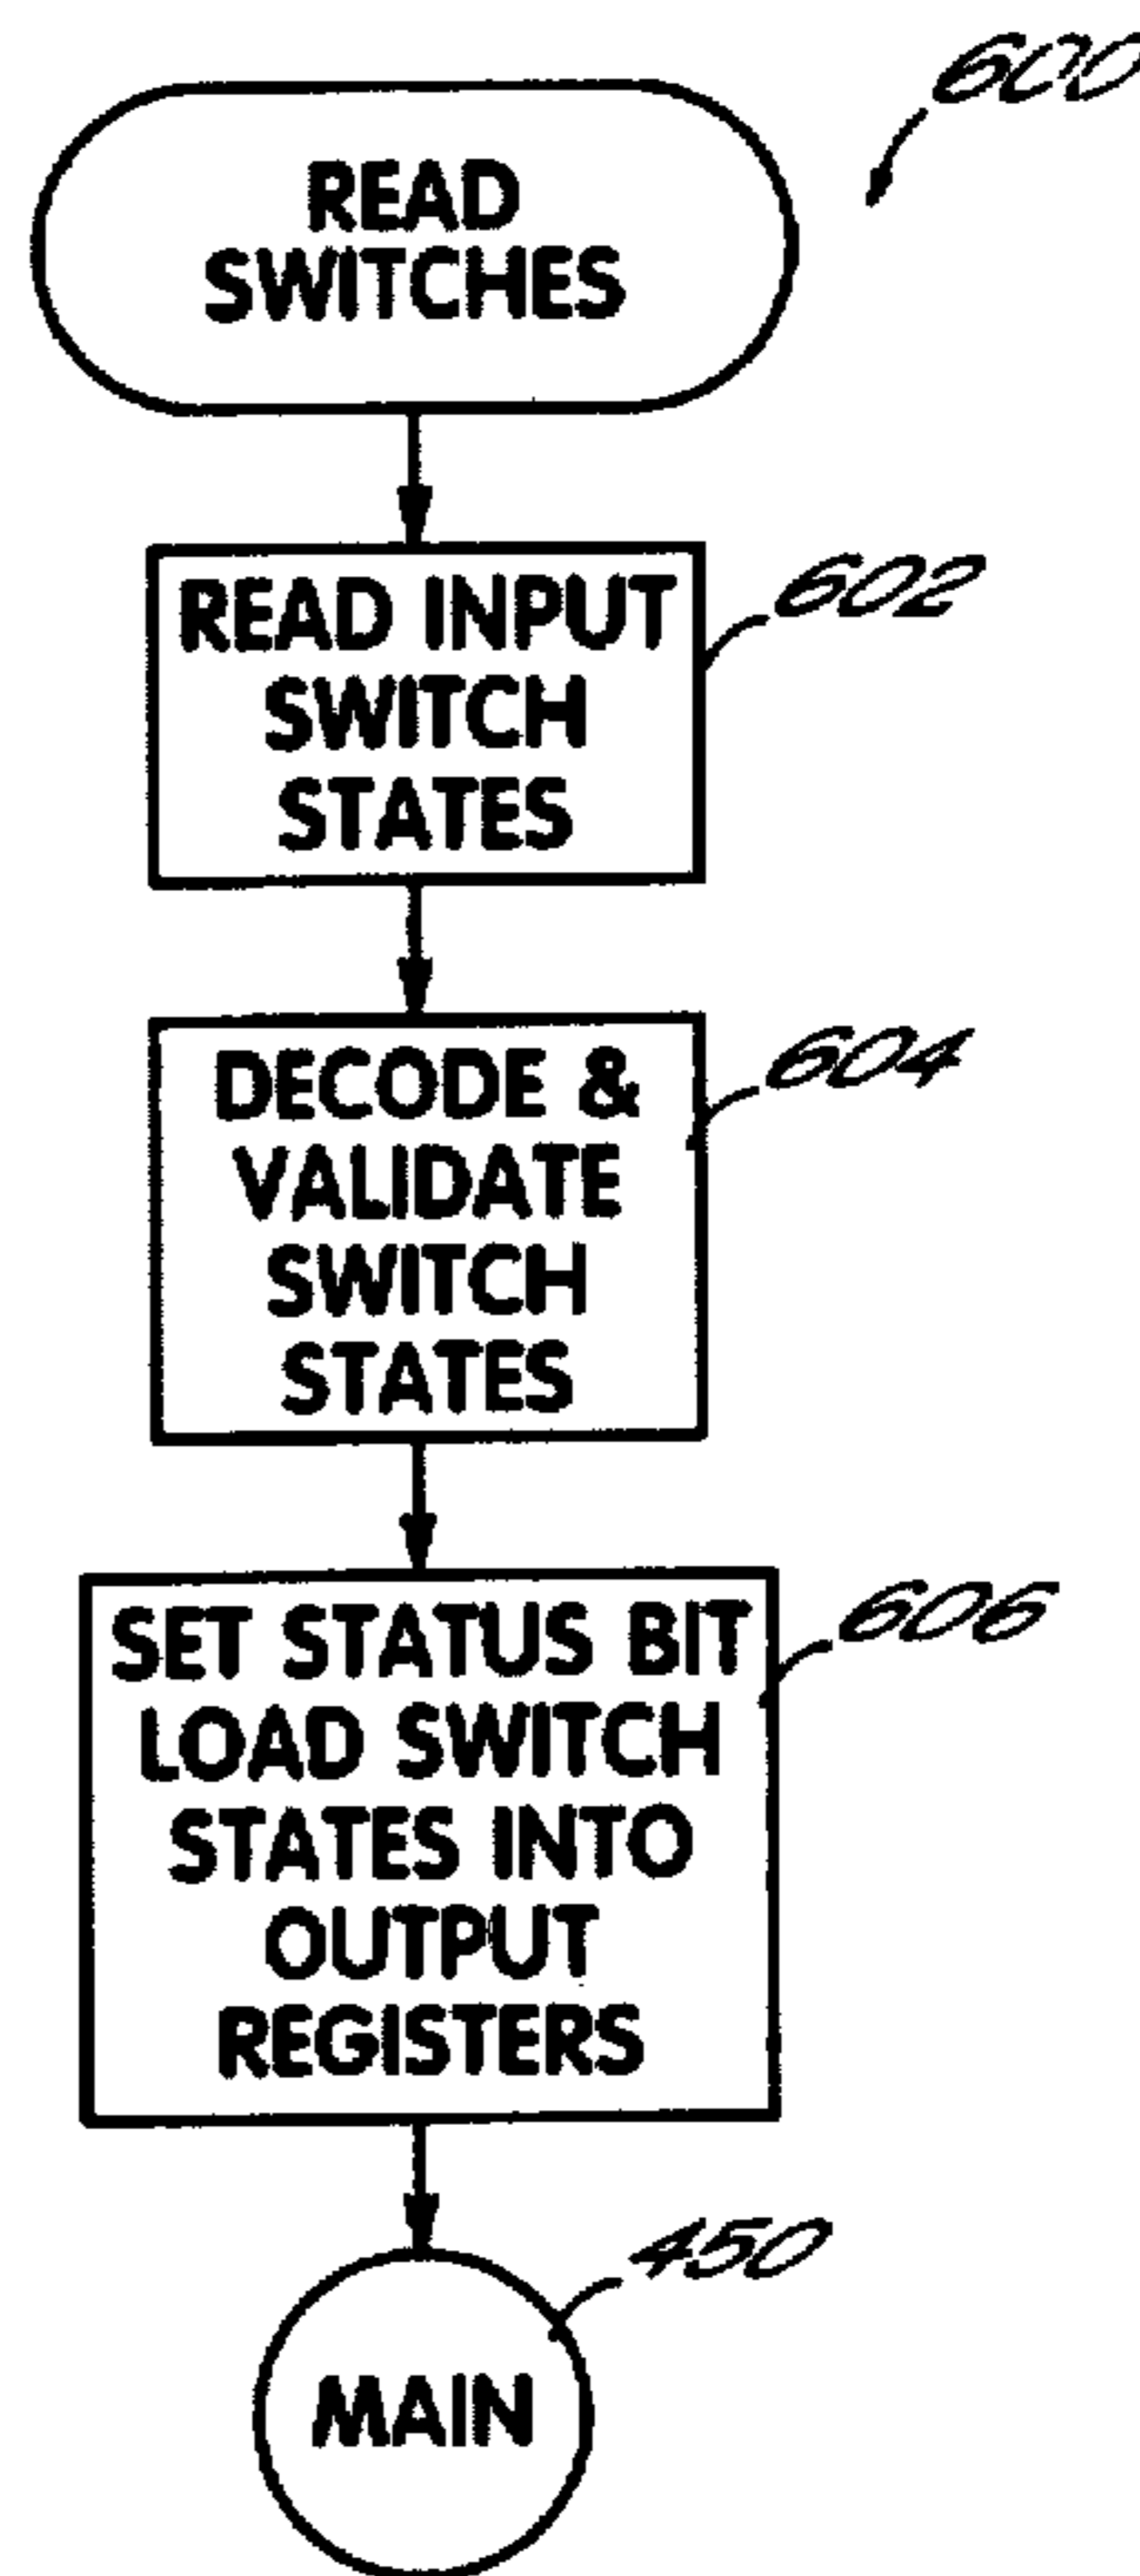 600
READ
SWITCHES
602
READ INPUT
SWITCH
STATES
604
DECODE &
VALIDATE
SWITCH
STATES
606
SET STATUS BIT
LOAD SWITCH
STATES INTO
OUTPUT
REGISTERS
450
MAIN